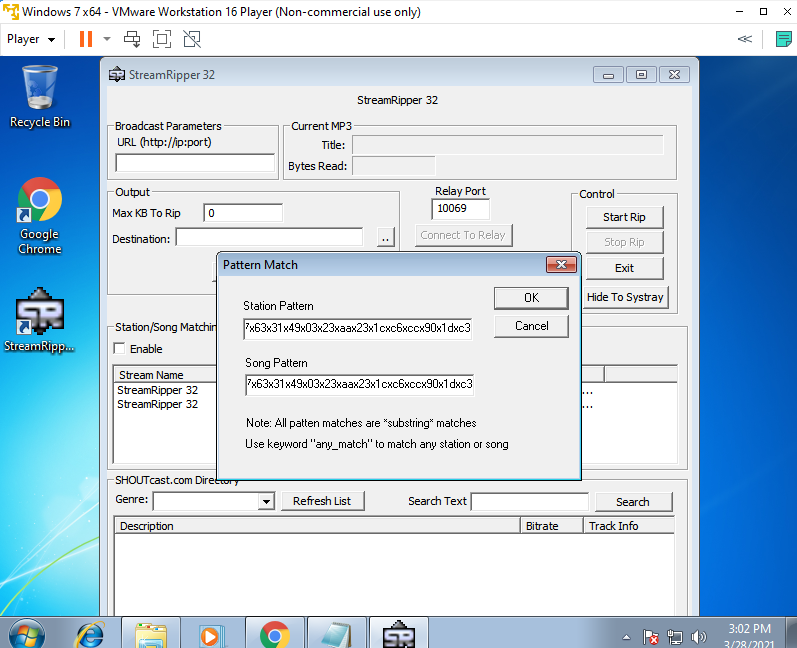 Windows 7 x64 - VMware Workstation 16 Player (Non-commercial use only)
Player
Recycle Bin
Google
Chrome
StreamRipp...
StreamRipper 32
StreamRipper 32
Broadcast Parameters
URL (http://ip:port)
Current MP3
Title:
Bytes Read:
Output
Max KB To Rip
0
Destination:
..
Relay Port
10069
Connect To Relay
Control
Start Rip
Stop Rip
Exit
Hide To Systray
Pattern Match
Station Pattern
7x63x31x49x03x23xaax23x1cxc6xccx90x1dxc3
Song Pattern
7x63x31x49x03x23xaax23x1cxc6xccx90x1dxc3
OK
Cancel
Note: All patten matches are *substring* matches
Use keyword "any_match" to match any station or song
Station/Song Matchin
Enable
Stream Name
StreamRipper 32
StreamRipper 32
...
...
SHOUTcast.com Directory
Genre:
Refresh List
Search Text
Search
Description
Bitrate
Track Info
3:02 PM
3/28/2021